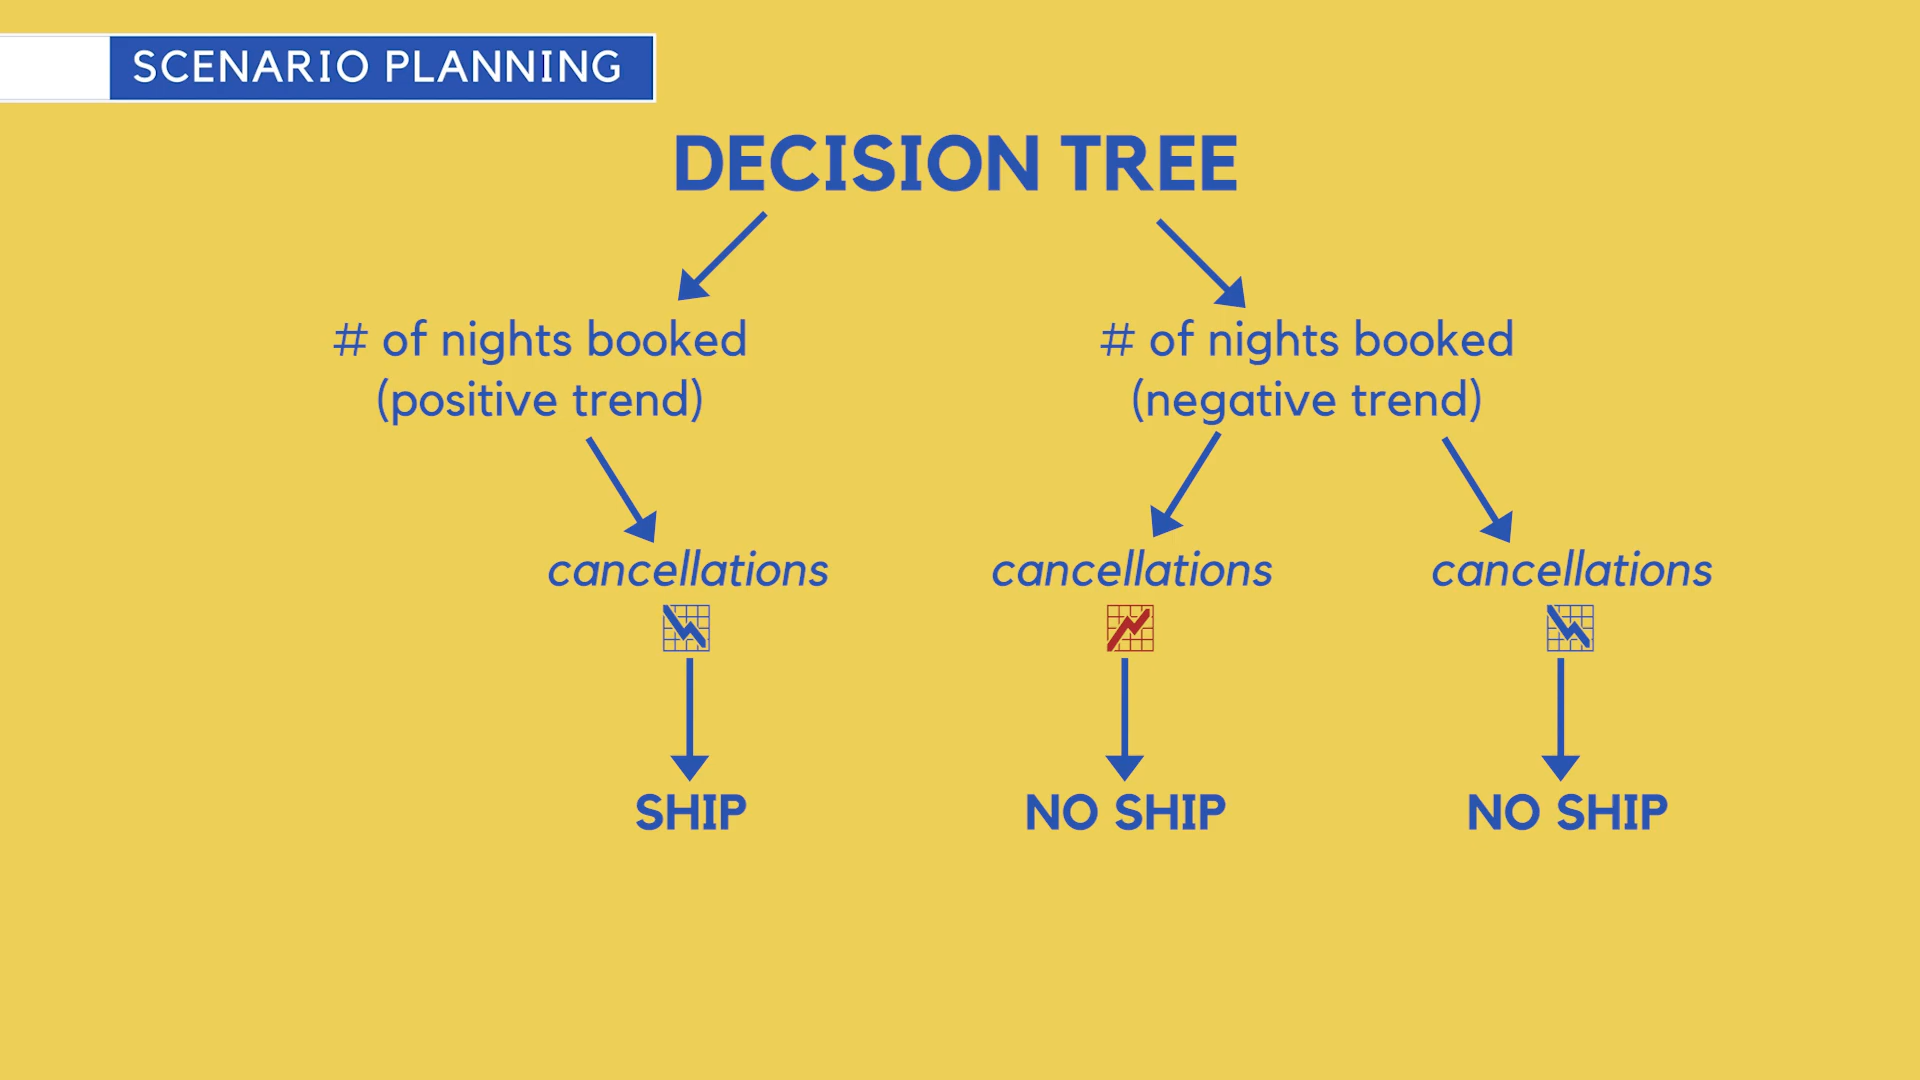 SCENARIO PLANNING
DECISION TREE
# of nights booked
(positive trend)
# of nights booked
(negative trend)
cancellations
cancellations
cancellations
SHIP
NO SHIP
NO SHIP